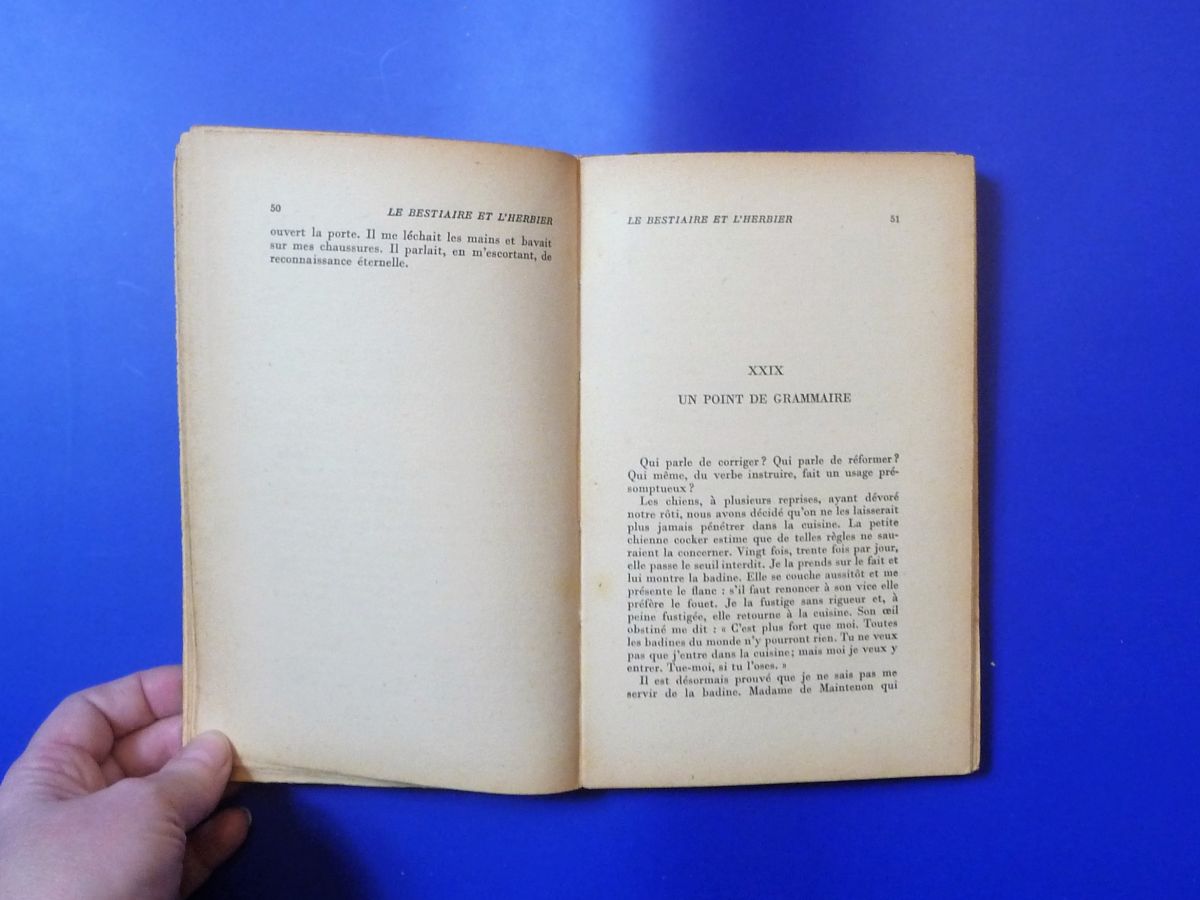 50
LE BESTIAIRE ET L'HERBIER
ouvert la porte. Il me léchait les mains et bavait
sur mes chaussures. Il parlait, en m'escortant, de
reconnaissance éternelle.
LE BESTIAIRE ET L'HERBIER
51
XXIX
UN POINT DE GRAMMAIRE
Qui parle de corriger? Qui parle de réformer?
Qui même, du verbe instruire, fait un usage pré-
somptueux?
Les chiens, à plusieurs reprises, ayant dévoré
notre rôti, nous avons décidé qu'on ne les laisserait
plus jamais pénétrer dans la cuisine. La petite
chienne cocker estime que de telles règles ne sau-
raient la concerner. Vingt fois, trente fois par jour,
elle passe le seuil interdit. Je la prends sur le fait et
lui montre la badine. Elle se couche aussitôt et me
présente le flanc : s'il faut renoncer à son vice elle
préfère le fouet. Je la fustige sans rigueur et, à
peine fustigée, elle retourne à la cuisine. Son œil
obstiné me dit : « C'est plus fort que moi. Toutes
les badines du monde n'y pourront rien. Tu ne veux
pas que j'entre dans la cuisine; mais moi je veux y
entrer. Tue-moi, si tu l'oses. »
Il est désormais prouvé que je ne sais pas me
servir de la badine. Madame de Maintenon qui